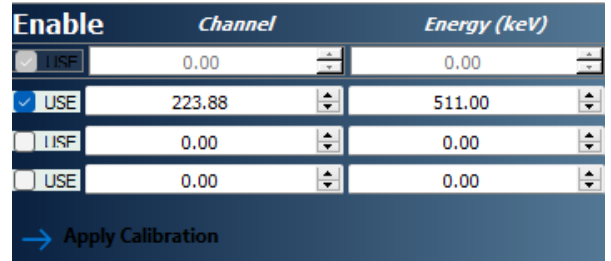 Enable Channel Energy (keV)
USE 0.00 0.00
USE 223.88 511.00
USE 0.00 0.00
USE 0.00 0.00
Apply Calibration